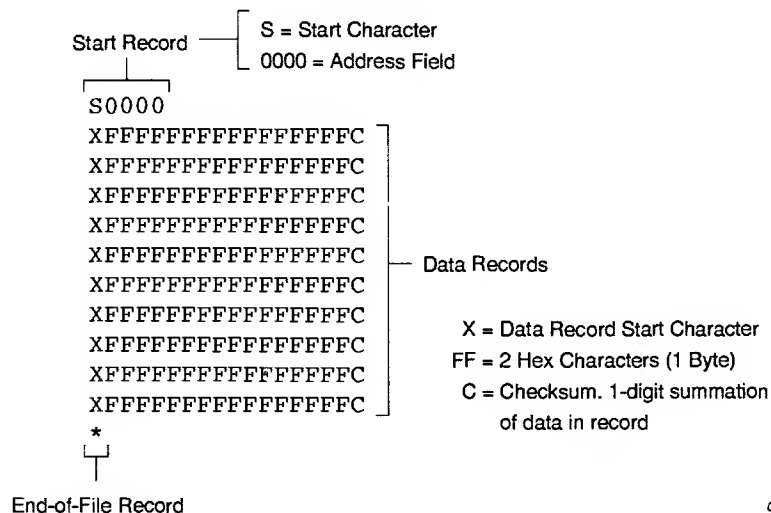 Start Record
S = Start Character
0000 = Address Field
S0000
XFFFFFFFFFFFFFFFFC
XFFFFFFFFFFFFFFFFC
XFFFFFFFFFFFFFFFFC
XFFFFFFFFFFFFFFFFC
XFFFFFFFFFFFFFFFFC
XFFFFFFFFFFFFFFFFC
XFFFFFFFFFFFFFFFFC
XFFFFFFFFFFFFFFFFC
XFFFFFFFFFFFFFFFFC
XFFFFFFFFFFFFFFFFC
Data Records
X = Data Record Start Character
FF = 2 Hex Characters (1 Byte)
C = Checksum. 1-digit summation
of data in record
*
End-of-File Record